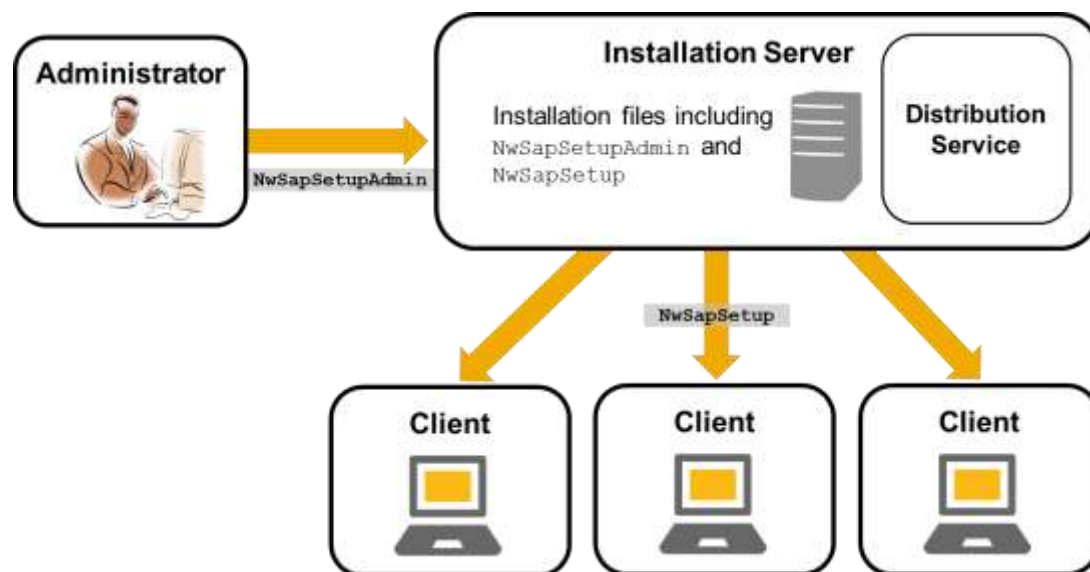 Administrator
NwSapSetupAdmin
Installation Server
Installation files including
NwSapSetupAdmin and
NwSapSetup
Distribution
Service
NwSapSetup
Client
Client
Client